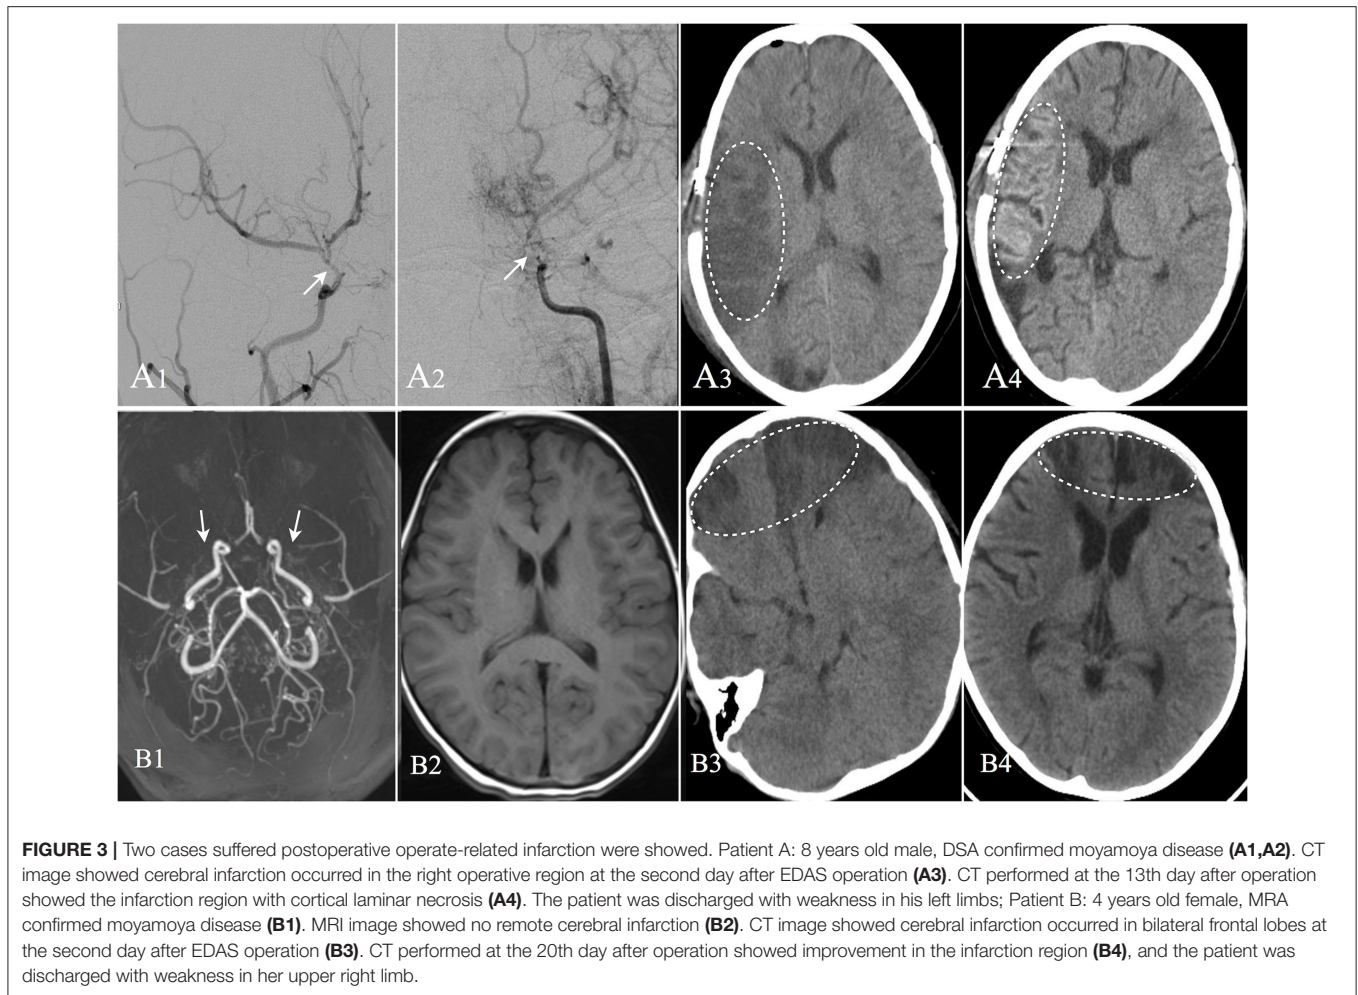 A1
A2
A3
A4
B1
B2
B3
B4
FIGURE 3 | Two cases suffered postoperative operate-related infarction were showed. Patient A: 8 years old male, DSA confirmed moyamoya disease (A1,A2). CT
image showed cerebral infarction occurred in the right operative region at the second day after EDAS operation (A3). CT performed at the 13th day after operation
showed the infarction region with cortical laminar necrosis (A4). The patient was discharged with weakness in his left limbs; Patient B: 4 years old female, MRA
confirmed moyamoya disease (B1). MRI image showed no remote cerebral infarction (B2). CT image showed cerebral infarction occurred in bilateral frontal lobes at
the second day after EDAS operation (B3). CT performed at the 20th day after operation showed improvement in the infarction region (B4), and the patient was
discharged with weakness in her upper right limb.